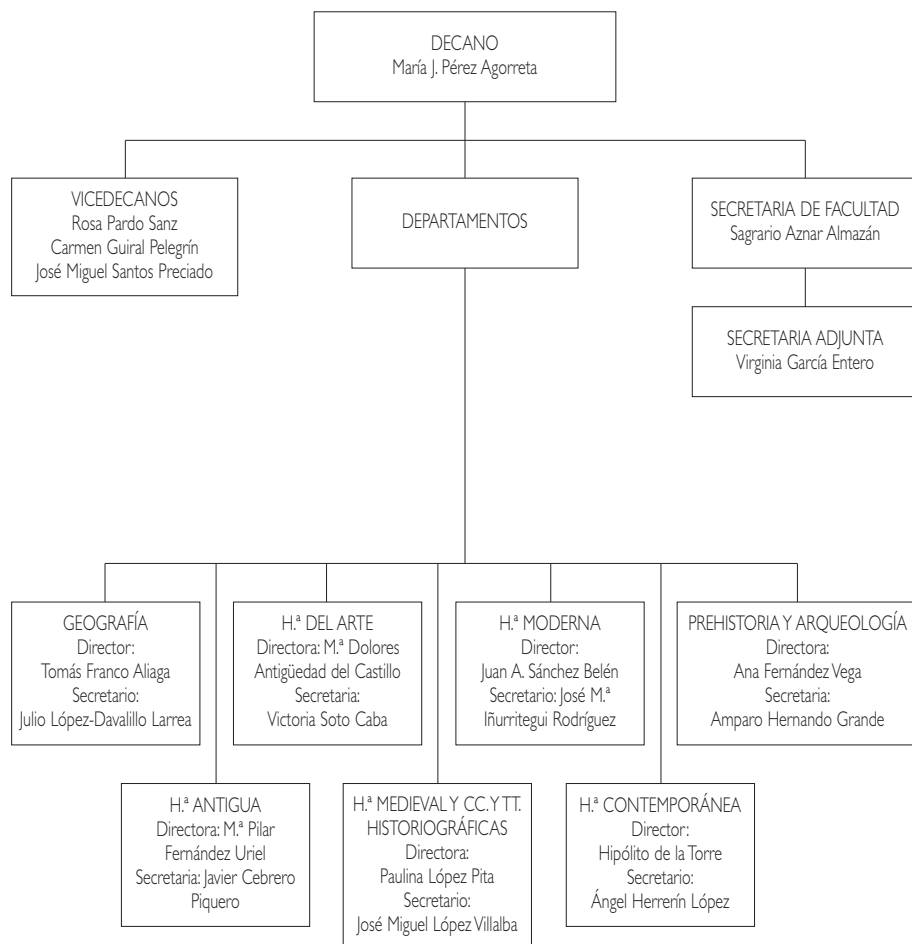 DECANO
María J. Pérez Agorreta
VICEDECANOS
Rosa Pardo Sanz
Carmen Guiral Pelegrín
José Miguel Santos Preciado
DEPARTAMENTOS
SECRETARIA DE FACULTAD
Sagrario Aznar Almazán
SECRETARIA ADJUNTA
Virginia García Entero
GEOGRAFÍA
Director:
Tomás Franco Aliaga
Secretario:
Julio López-Davalillo Larrea
H.ª DEL ARTE
Directora: M.ª Dolores
Antigüedad del Castillo
Secretaria:
Victoria Soto Caba
H.ª MODERNA
Director:
Juan A. Sánchez Belén
Secretario: José M.ª
Iñurritegui Rodríguez
PREHISTORIA Y ARQUEOLOGÍA
Directora:
Ana Fernández Vega
Secretaria:
Amparo Hernando Grande
H.ª ANTIGUA
Directora: M.ª Pilar
Fernández Uriel
Secretaria: Javier Cebrero
Piquero
H.ª MEDIEVAL Y CC. Y TT.
HISTORIOGRÁFICAS
Directora:
Paulina López Pita
Secretario:
José Miguel López Villalba
H.ª CONTEMPORÁNEA
Director:
Hipólito de la Torre
Secretario:
Ángel Herrerín López